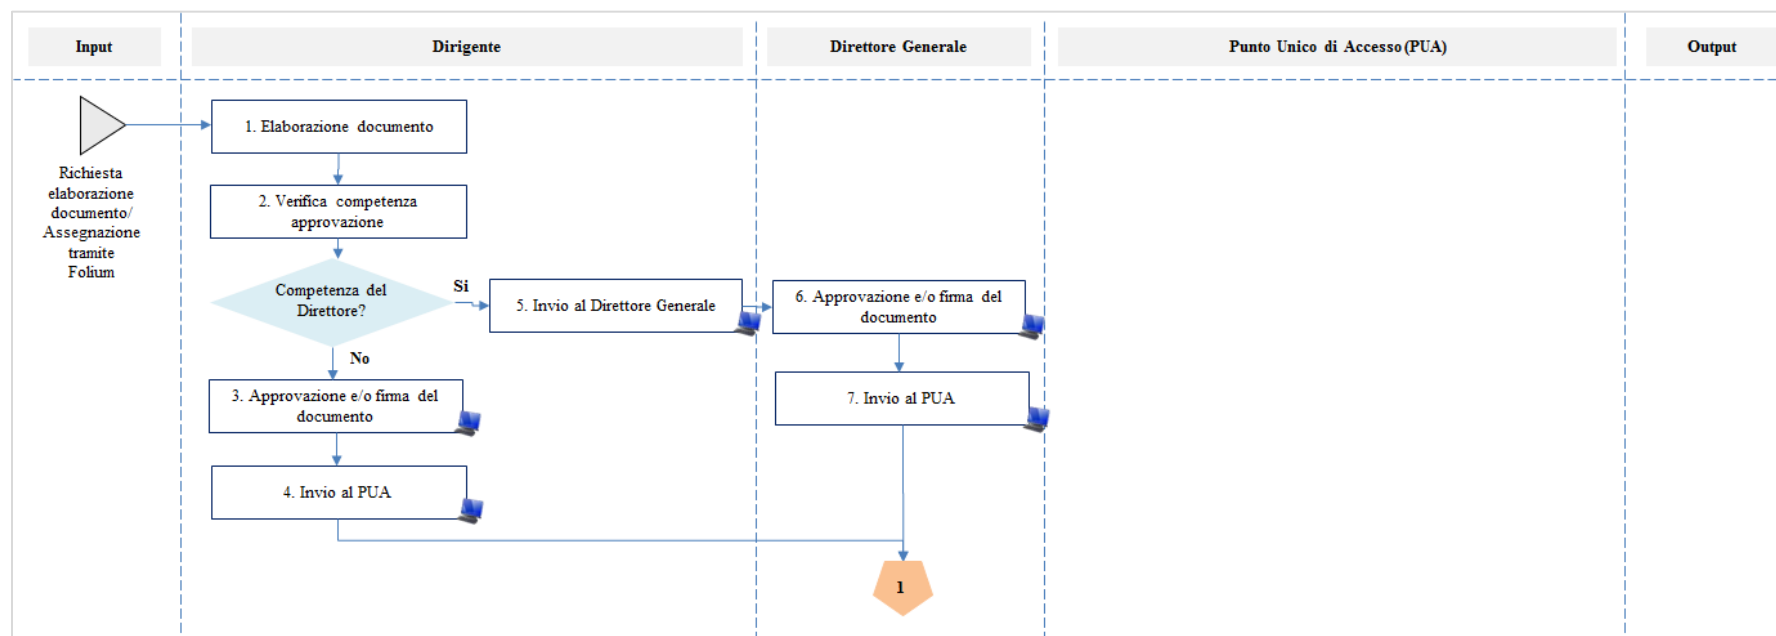 Input
Dirigente
Direttore Generale
Punto Unico di Accesso (PUA)
Output
Richiesta
elaborazione
documento/
Assegnazione
tramite
Folium
1. Elaborazione documento
2. Verifica competenza
approvazione
Competenza del
Direttore?
Si
No
3. Approvazione e/o firma del
documento
4. Invio al PUA
5. Invio al Direttore Generale
6. Approvazione e/o firma del
documento
7. Invio al PUA
1